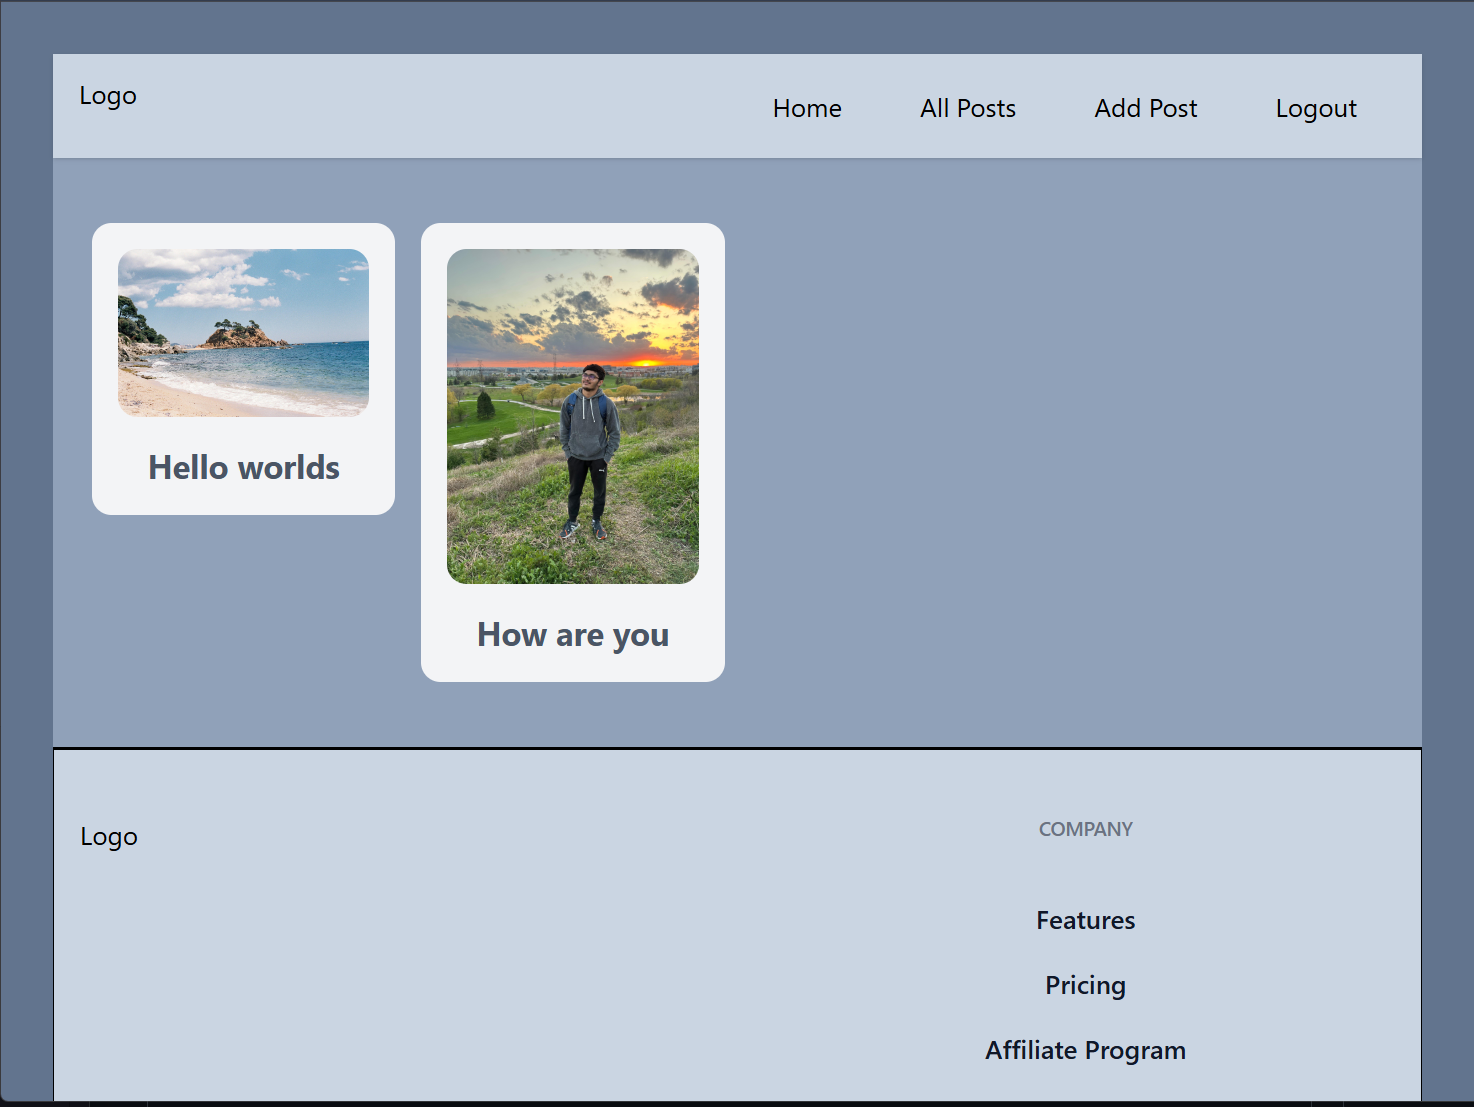 Logo
Home
All Posts
Add Post
Logout
Hello worlds
How are you
Logo
COMPANY
Features
Pricing
Affiliate Program